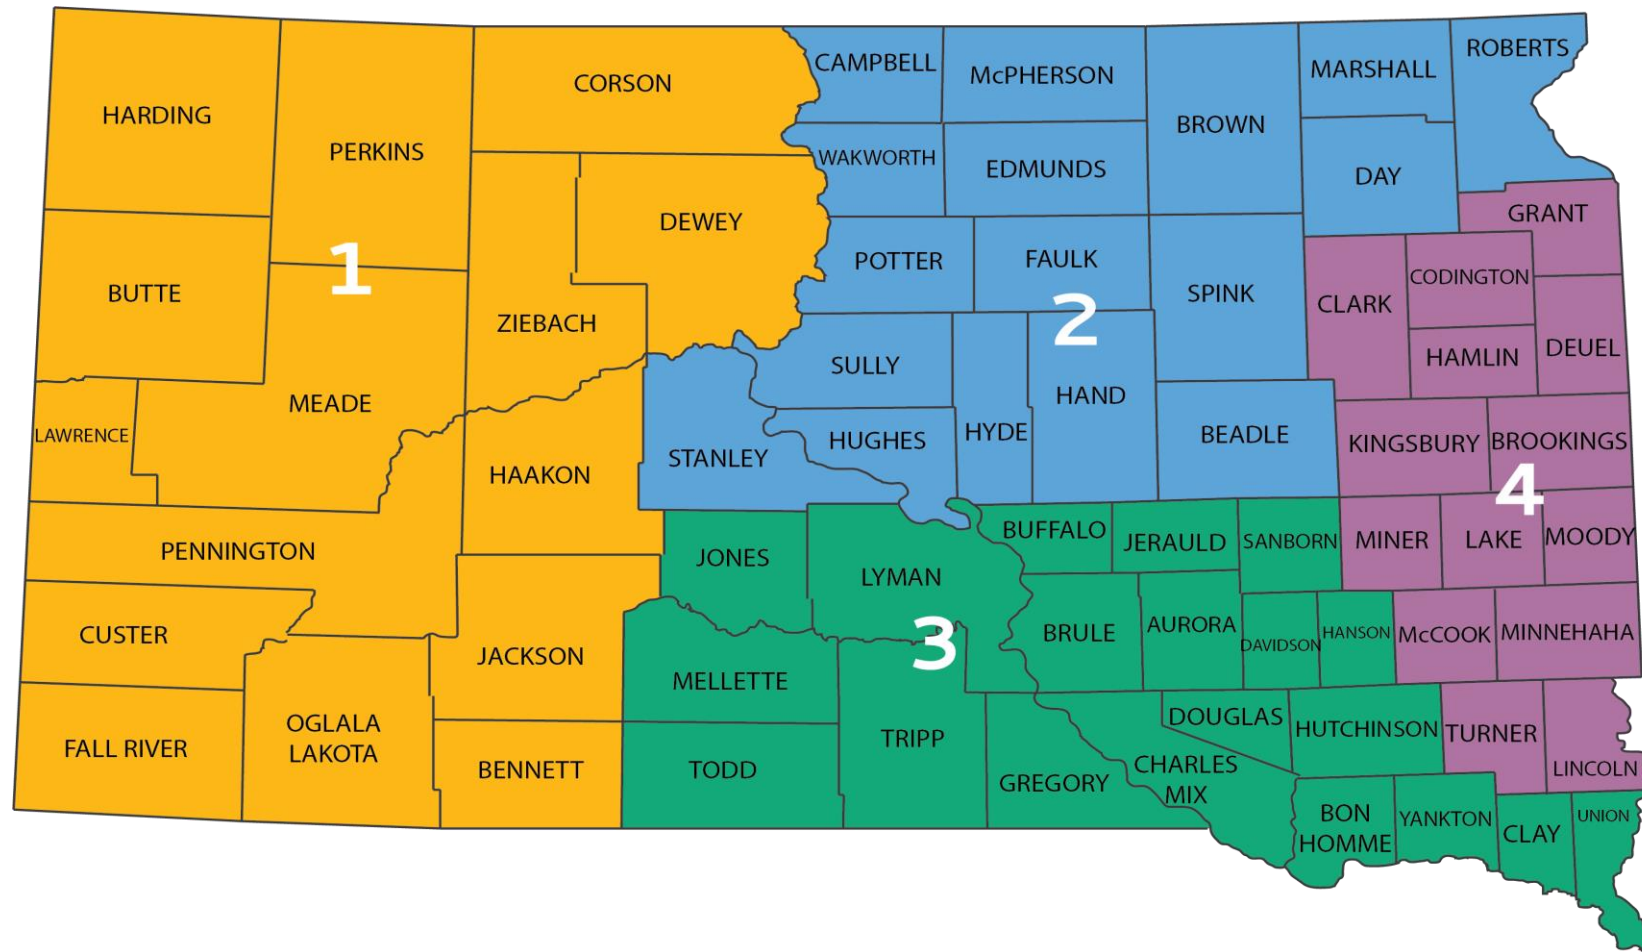 HARDING
PERKINS
CORSON
CAMPBELL
McPHERSON
BROWN
MARSHALL
ROBERTS
WAKWORTH
EDMUNDS
DAY
DEWEY
GRANT
BUTTE
1
ZIEBACH
POTTER
FAULK
2
SPINK
CLARK
CODINGTON
HAMLIN
DEUEL
LAWRENCE
MEADE
HAAKON
STANLEY
SULLY
HUGHES
HYDE
HAND
BEADLE
KINGSBURY
BROOKINGS
4
PENNINGTON
JONES
LYMAN
BUFFALO
JERAULD
SANBORN
MINER
LAKE
MOODY
CUSTER
JACKSON
MELLETTE
3
BRULE
AURORA
DAVIDSON
HANSON
McCOOK
MINNEHAHA
FALL RIVER
OGLALA
LAKOTA
BENNETT
TODD
TRIPP
GREGORY
CHARLES
MIX
DOUGLAS
HUTCHINSON
TURNER
LINCOLN
BON
HOMME
YANKTON
CLAY
UNION